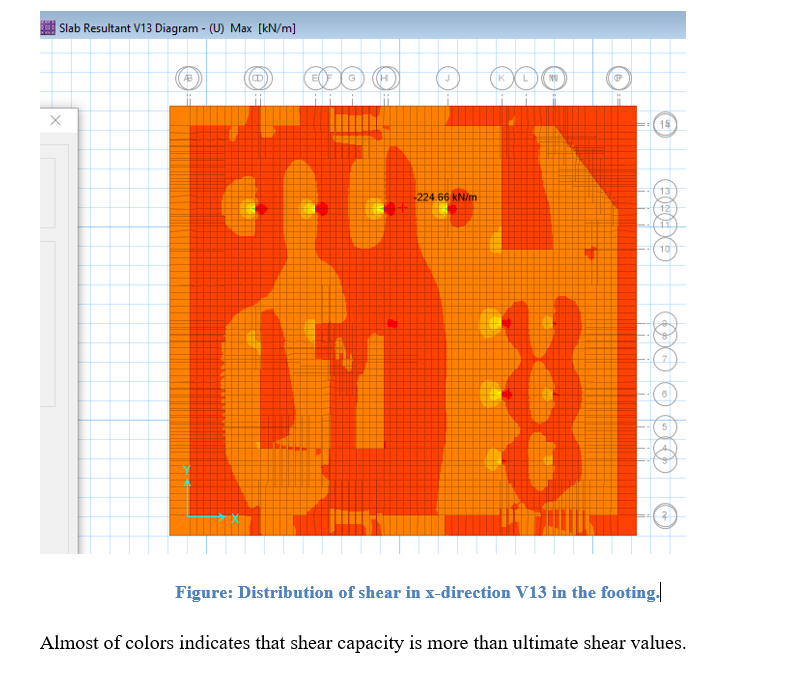 Slab Resultant V13 Diagram - (U) Max [kN/m]
E F G H J K L
15
13
-224.66 kN/m
12
11
10
9
8
7
6
5
4
3
Y
X
2
Figure: Distribution of shear in x-direction V13 in the footing.
Almost of colors indicates that shear capacity is more than ultimate shear values.